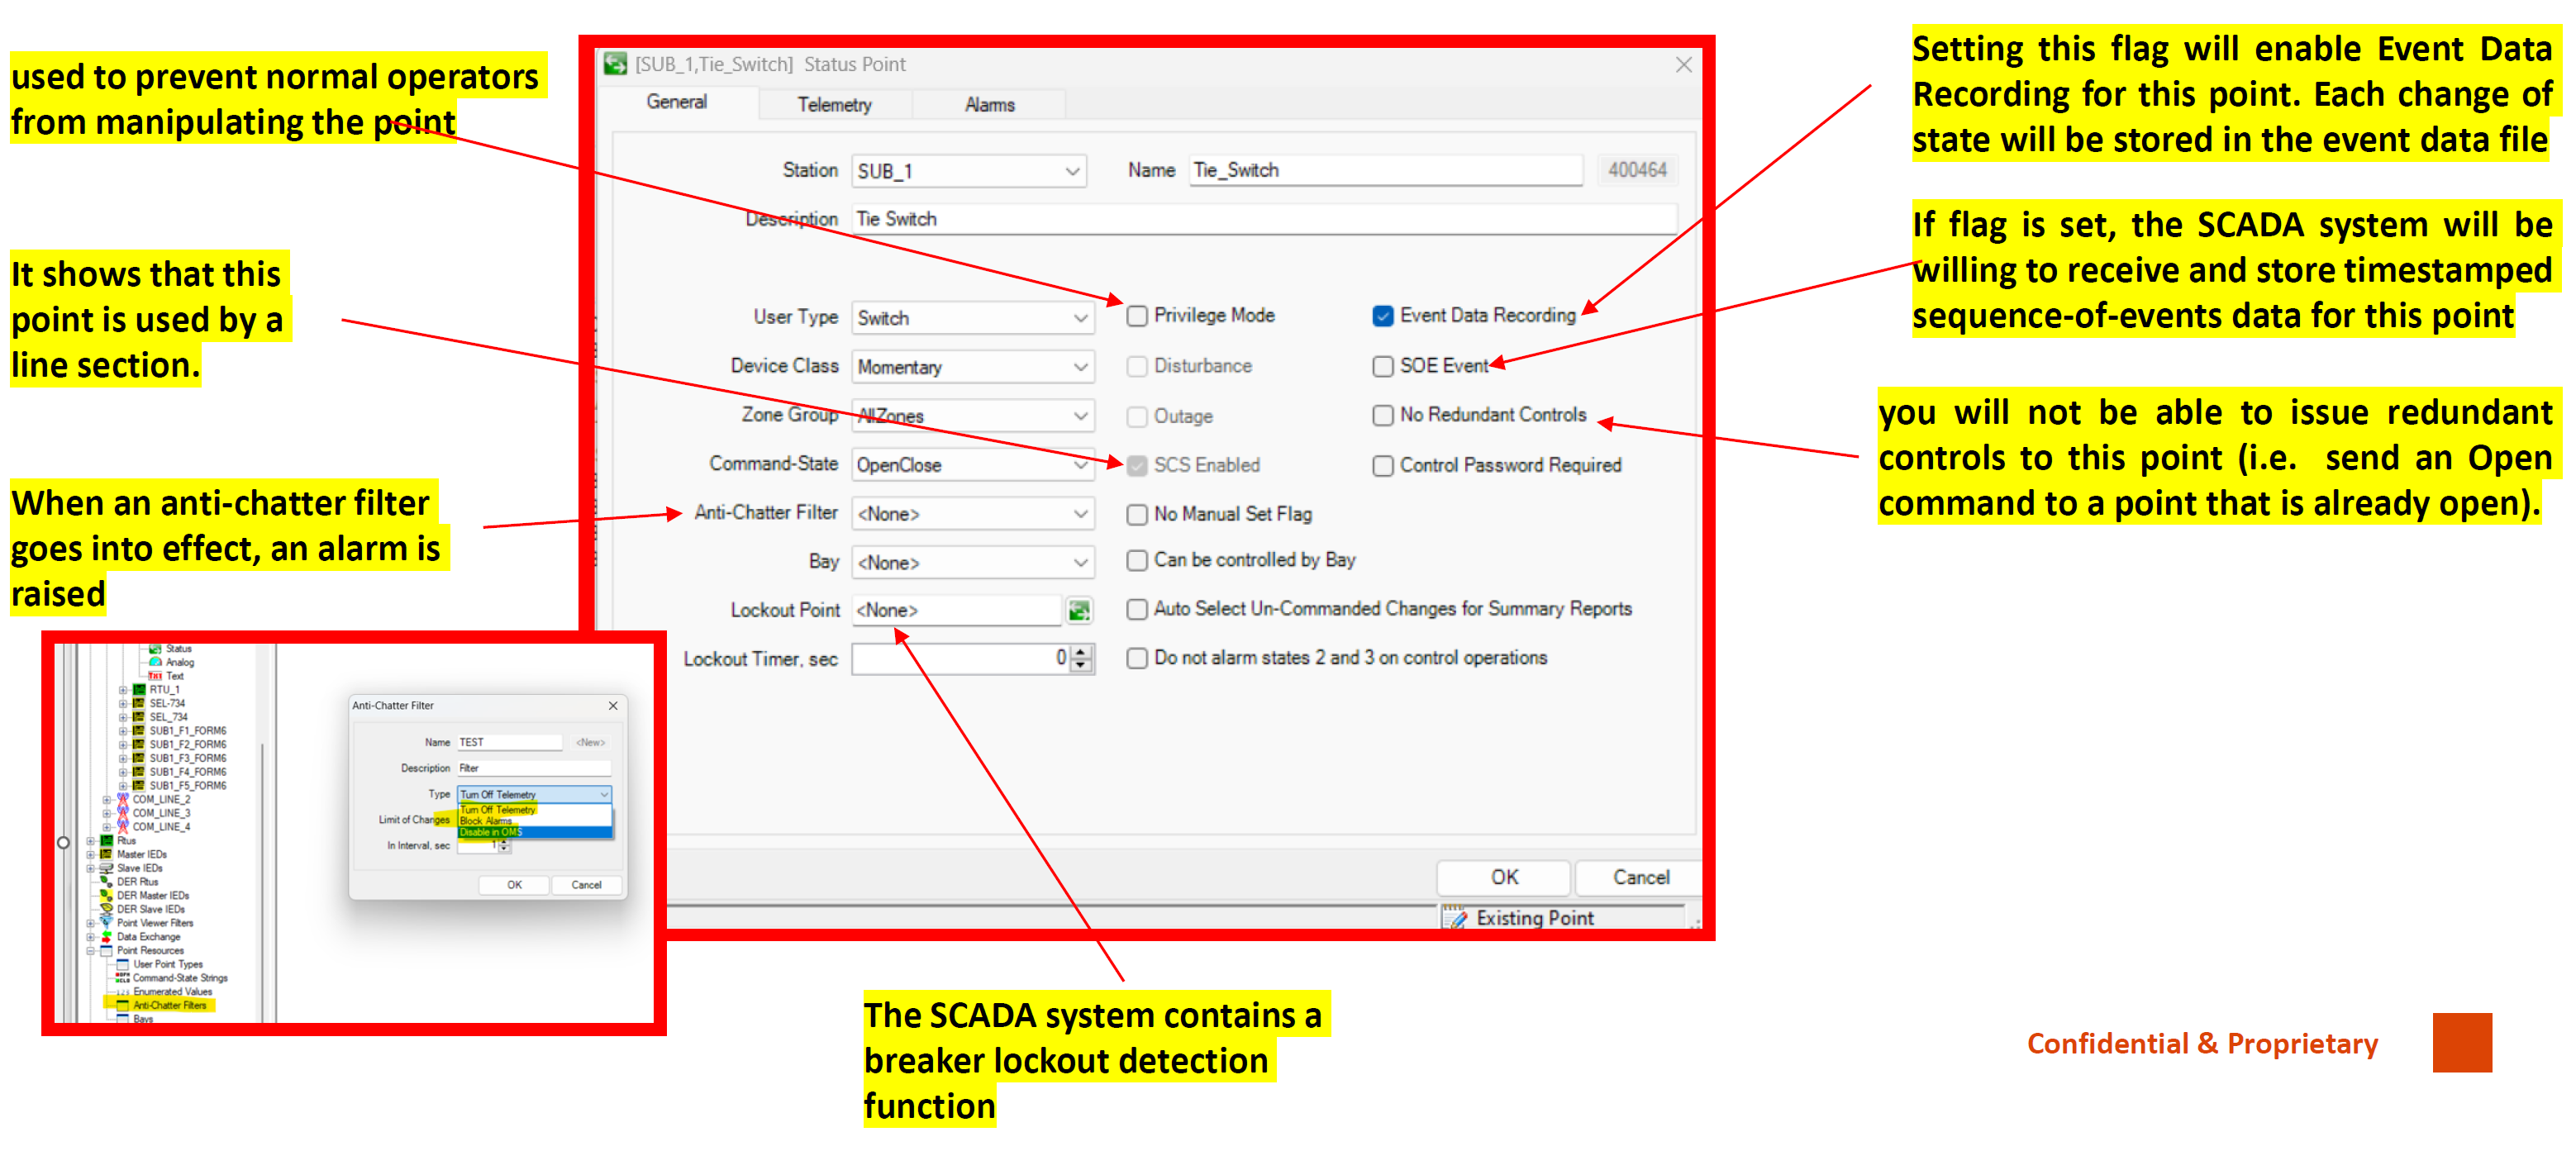 used to prevent normal operators
from manipulating the point
It shows that this
point is used by a
line section.
When an anti-chatter filter
goes into effect, an alarm is
raised
[SUB_1,Tie_Switch] Status Point
General Telemetry Alarms
Station SUB_1 Name Tie_Switch 400464
Description Tie Switch
User Type Switch Privilege Mode Event Data Recording
Device Class Momentary Disturbance SOE Event
Zone Group AllZones Outage No Redundant Controls
Command-State OpenClose SCS Enabled Control Password Required
Anti-Chatter Filter <None> No Manual Set Flag
Bay <None> Can be controlled by Bay
Lockout Point <None> Auto Select Un-Commanded Changes for Summary Reports
Lockout Timer, sec 0 Do not alarm states 2 and 3 on control operations
OK Cancel
Existing Point
Setting this flag will enable Event Data
Recording for this point. Each change of
state will be stored in the event data file
If flag is set, the SCADA system will be
willing to receive and store timestamped
sequence-of-events data for this point
you will not be able to issue redundant
controls to this point (i.e. send an Open
command to a point that is already open).
Status
Analog
TXT Text
RTU_1
SEL-734
SEL_734
SUB1_F1_FORM6
SUB1_F2_FORM6
SUB1_F3_FORM6
SUB1_F4_FORM6
SUB1_F5_FORM6
COM_LINE_2
COM_LINE_3
COM_LINE_4
Rtus
Master IEDs
Slave IEDs
DER Rtus
DER Master IEDs
DER Slave IEDs
Point Viewer Filters
Data Exchange
Point Resources
User Point Types
Command-State Strings
123 Enumerated Values
Anti-Chatter Filters
Bays
Anti-Chatter Filter
Name TEST <New>
Description Filter
Type Turn Off Telemetry
Turn Off Telemetry
Limit of Changes Block Alarms
Disable in OMS
In Interval, sec 1
OK Cancel
The SCADA system contains a
breaker lockout detection
function
Confidential & Proprietary